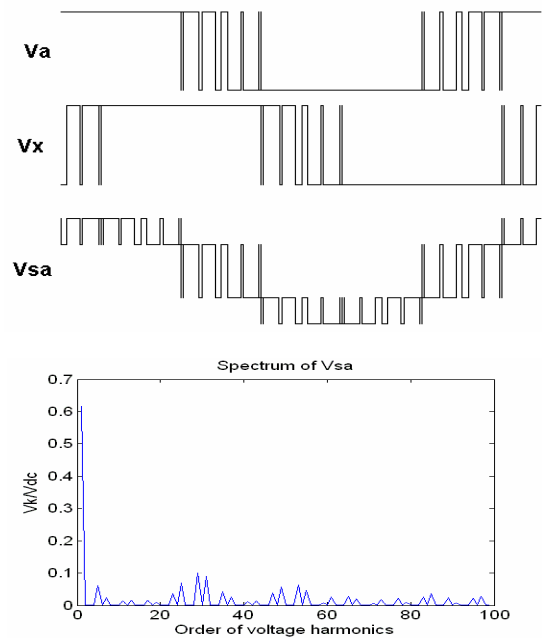 Va
Vx
Vsa
Spectrum of Vsa
Vk/Vdc
0.7
0.6
0.5
0.4
0.3
0.2
0.1
0
0 20 40 60 80 100
Order of voltage harmonics